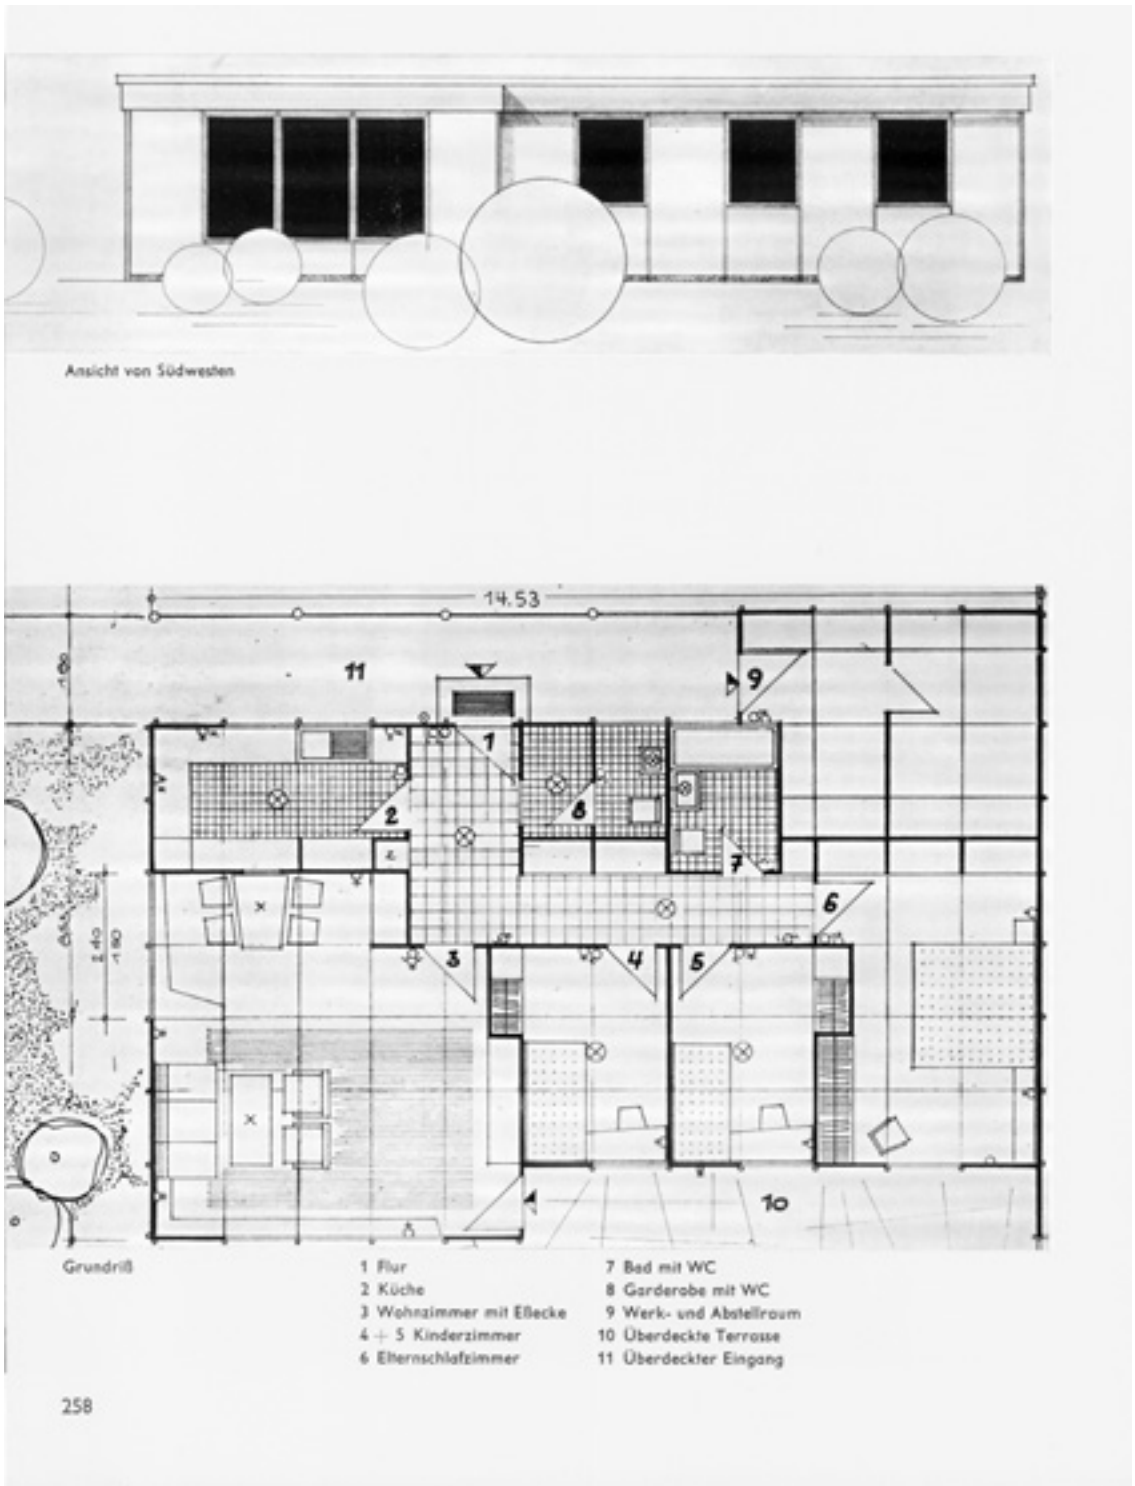 Ansicht von Südwesten
14.53
11
9
1
2
8
7
6
3
4
5
2.40
10
Grundriß
1 Flur
2 Küche
3 Wohnzimmer mit Eßecke
4 + 5 Kinderzimmer
6 Elternschlafzimmer
7 Bad mit WC
8 Garderobe mit WC
9 Werk- und Abstellraum
10 Überdeckte Terrasse
11 Überdeckter Eingang
258